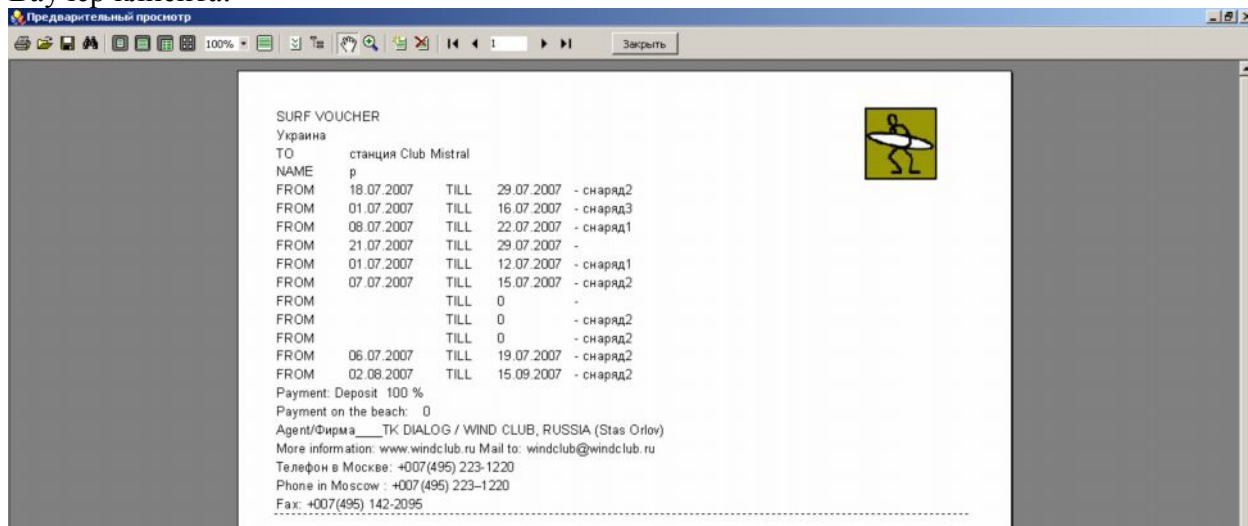 Ваучер клиента.
Предварительный просмотр
100% 1 Закрыть
SURF VOUCHER
Украина
TO станция Club Mistral
NAME p
FROM 18.07.2007 TILL 29.07.2007 - снаряд2
FROM 01.07.2007 TILL 16.07.2007 - снаряд3
FROM 08.07.2007 TILL 22.07.2007 - снаряд1
FROM 21.07.2007 TILL 29.07.2007 -
FROM 01.07.2007 TILL 12.07.2007 - снаряд1
FROM 07.07.2007 TILL 15.07.2007 - снаряд2
FROM TILL 0 -
FROM TILL 0 - снаряд2
FROM TILL 0 - снаряд2
FROM 06.07.2007 TILL 19.07.2007 - снаряд2
FROM 02.08.2007 TILL 15.09.2007 - снаряд2
Payment: Deposit 100 %
Payment on the beach: 0
Agent/Фирма____TK DIALOG / WIND CLUB, RUSSIA (Stas Orlov)
More information: www.windclub.ru Mail to: windclub@windclub.ru
Телефон в Москве: +007(495) 223-1220
Phone in Moscow : +007(495) 223–1220
Fax: +007(495) 142-2095